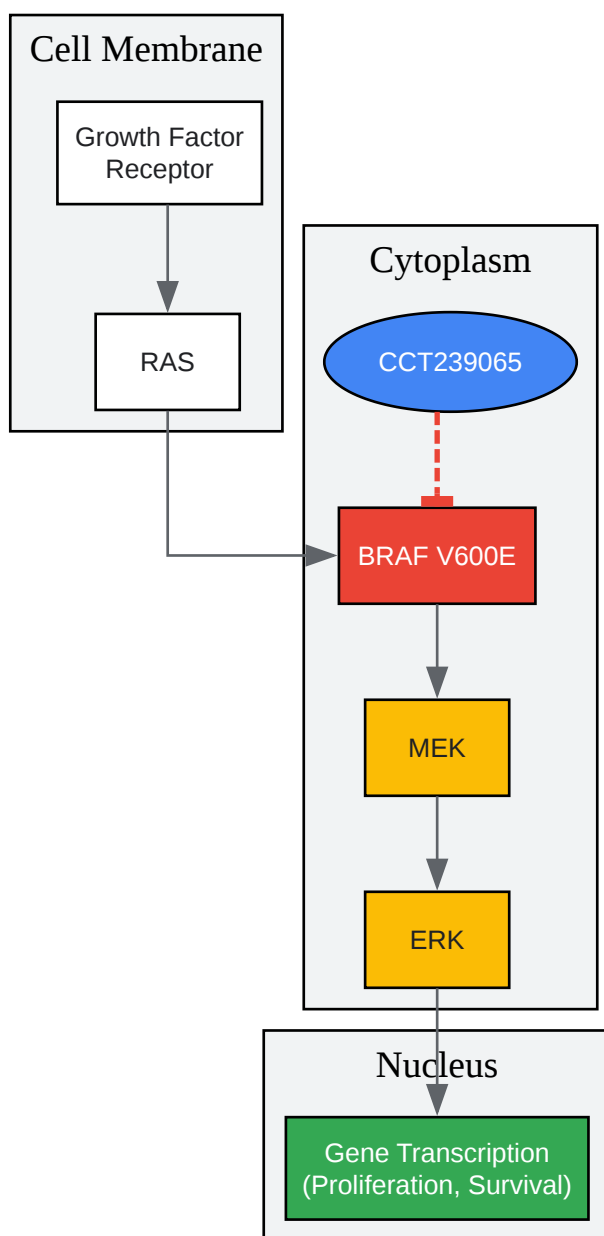 Cell Membrane
Growth Factor
Receptor
RAS
Cytoplasm
CCT239065
BRAF V600E
MEK
ERK
Nucleus
Gene Transcription
(Proliferation, Survival)